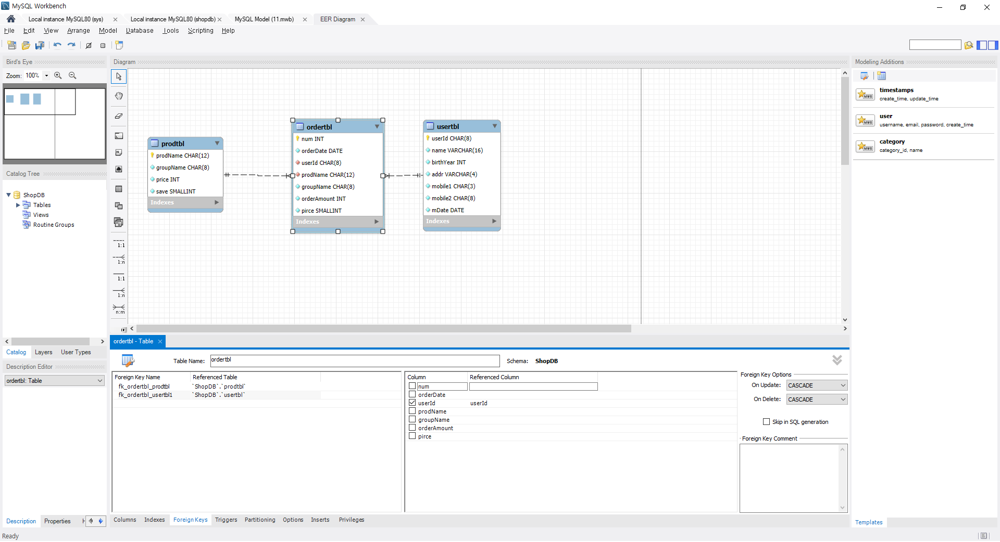 MySQL Workbench
Local instance MySQL80 (sys)
Local instance MySQL80 (shopdb)
MySQL Model (11.mwb)
EER Diagram
File Edit View Arrange Model Database Tools Scripting Help
Bird's Eye
Zoom: 100%
Catalog Tree
ShopDB
Tables
Views
Routine Groups
Catalog Layers User Types
Description Editor
ordertbl: Table
Description Properties H
Ready
Diagram
1:1
1:n
1:1
1:n
n:m
prodtbl
prodName CHAR(12)
groupName CHAR(8)
price INT
save SMALLINT
Indexes
ordertbl
num INT
orderDate DATE
userId CHAR(8)
prodName CHAR(12)
groupName CHAR(8)
orderAmount INT
pirce SMALLINT
Indexes
usertbl
userId CHAR(8)
name VARCHAR(16)
birthYear INT
addr VARCHAR(4)
mobile1 CHAR(3)
mobile2 CHAR(8)
mDate DATE
Indexes
ordertbl - Table
Table Name: ordertbl
Schema: ShopDB
Foreign Key Name Referenced Table
fk_ordertbl_prodtbl `ShopDB`.`prodtbl`
fk_ordertbl_usertbl1 `ShopDB`.`usertbl`
Column Referenced Column
num
orderDate
userId userId
prodName
groupName
orderAmount
pirce
Foreign Key Options
On Update: CASCADE
On Delete: CASCADE
Skip in SQL generation
Foreign Key Comment
Columns Indexes Foreign Keys Triggers Partitioning Options Inserts Privileges
Modeling Additions
MWB
timestamps
create_time, update_time
MWB
user
username, email, password, create_time
MWB
category
category_id, name
Templates